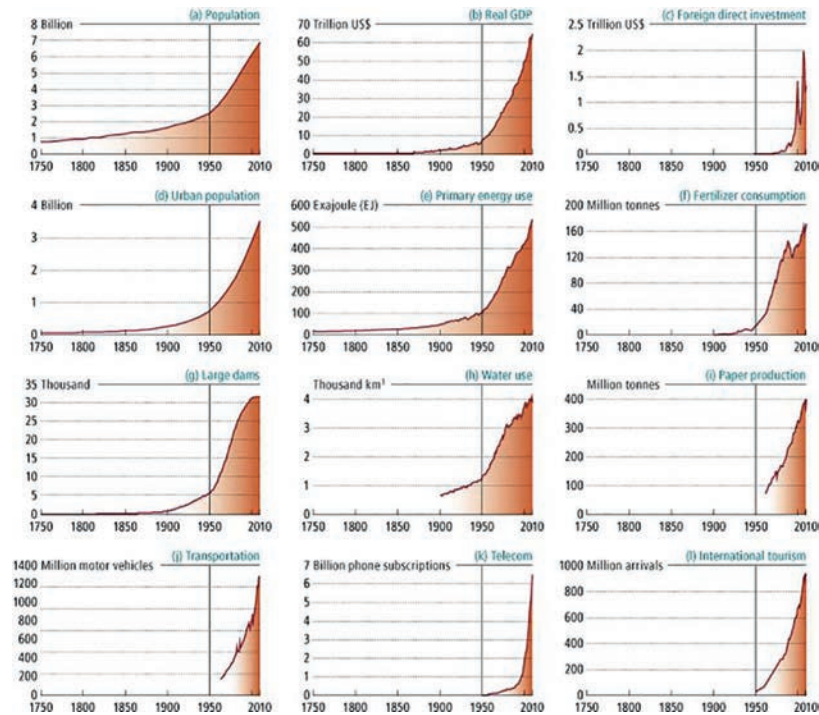 (a) Population
8 Billion
7
6
5
4
3
2
1
0
1750 1800 1850 1900 1950 2010
(b) Real GDP
70 Trillion US$
60
50
40
30
20
10
0
1750 1800 1850 1900 1950 2010
(c) Foreign direct investment
2.5 Trillion US$
2
1.5
1
0.5
0
1750 1800 1850 1900 1950 2010
(d) Urban population
4 Billion
3
2
1
0
1750 1800 1850 1900 1950 2010
(e) Primary energy use
600 Exajoule (EJ)
500
400
300
200
100
0
1750 1800 1850 1900 1950 2010
(f) Fertilizer consumption
200 Million tonnes
160
120
80
40
0
1750 1800 1850 1900 1950 2010
(g) Large dams
35 Thousand
30
25
20
15
10
5
0
1750 1800 1850 1900 1950 2010
(h) Water use
Thousand km³
4
3
2
1
0
1750 1800 1850 1900 1950 2010
(i) Paper production
Million tonnes
400
300
200
100
0
1750 1800 1850 1900 1950 2010
(j) Transportation
1400 Million motor vehicles
1200
1000
800
600
400
200
0
1750 1800 1850 1900 1950 2010
(k) Telecom
7 Billion phone subscriptions
6
5
4
3
2
1
0
1750 1800 1850 1900 1950 2010
(l) International tourism
1000 Million arrivals
800
600
400
200
0
1750 1800 1850 1900 1950 2010